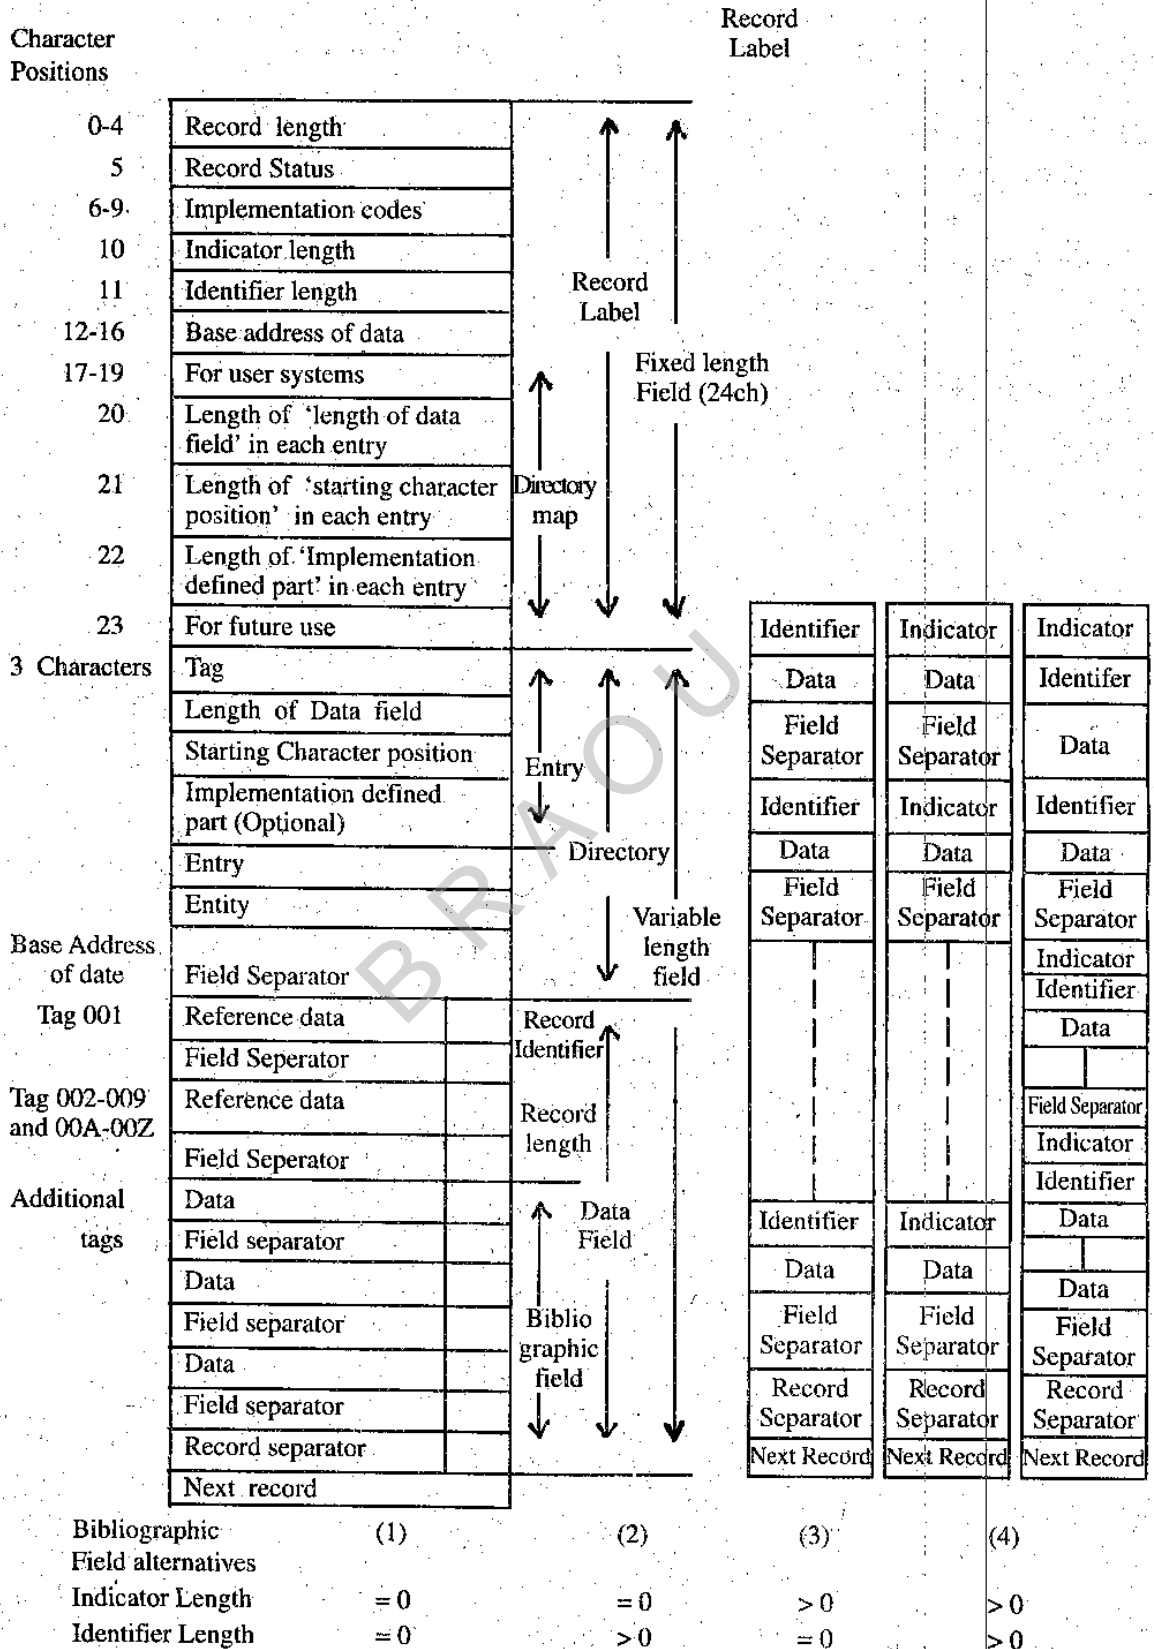 Record
Label
Character
Positions
0-4 Record length
5 Record Status
6-9 Implementation codes
10 Indicator length
11 Identifier length
12-16 Base address of data
17-19 For user systems
20 Length of 'length of data
field' in each entry
21 Length of 'starting character
position' in each entry
22 Length of 'Implementation
defined part' in each entry
23 For future use
Record
Label
Fixed length
Field (24ch)
Directory
map
3 Characters Tag
Length of Data field
Starting Character position
Implementation defined
part (Optional)
Entry
Entity
Base Address
of date
Field Separator
Entry
Directory
Variable
length
field
Tag 001 Reference data
Field Seperator
Tag 002-009
and 00A-00Z
Reference data
Field Seperator
Additional
tags
Data
Field separator
Data
Field separator
Data
Field separator
Record separator
Next record
Record
Identifier
Record
length
Data
Field
Biblio
graphic
field
Identifier
Data
Field
Separator
Identifier
Data
Field
Separator
Identifier
Data
Field
Separator
Record
Separator
Next Record
Indicator
Data
Field
Separator
Indicator
Data
Field
Separator
Indicator
Data
Field
Separator
Record
Separator
Next Record
Indicator
Identifer
Data
Identifier
Data
Field
Separator
Indicator
Identifier
Data
Field Separator
Indicator
Identifier
Data
Data
Field
Separator
Record
Separator
Next Record
BRAOU
Bibliographic (1) (2) (3) (4)
Field alternatives
Indicator Length = 0 = 0 > 0 > 0
Identifier Length = 0 > 0 = 0 > 0